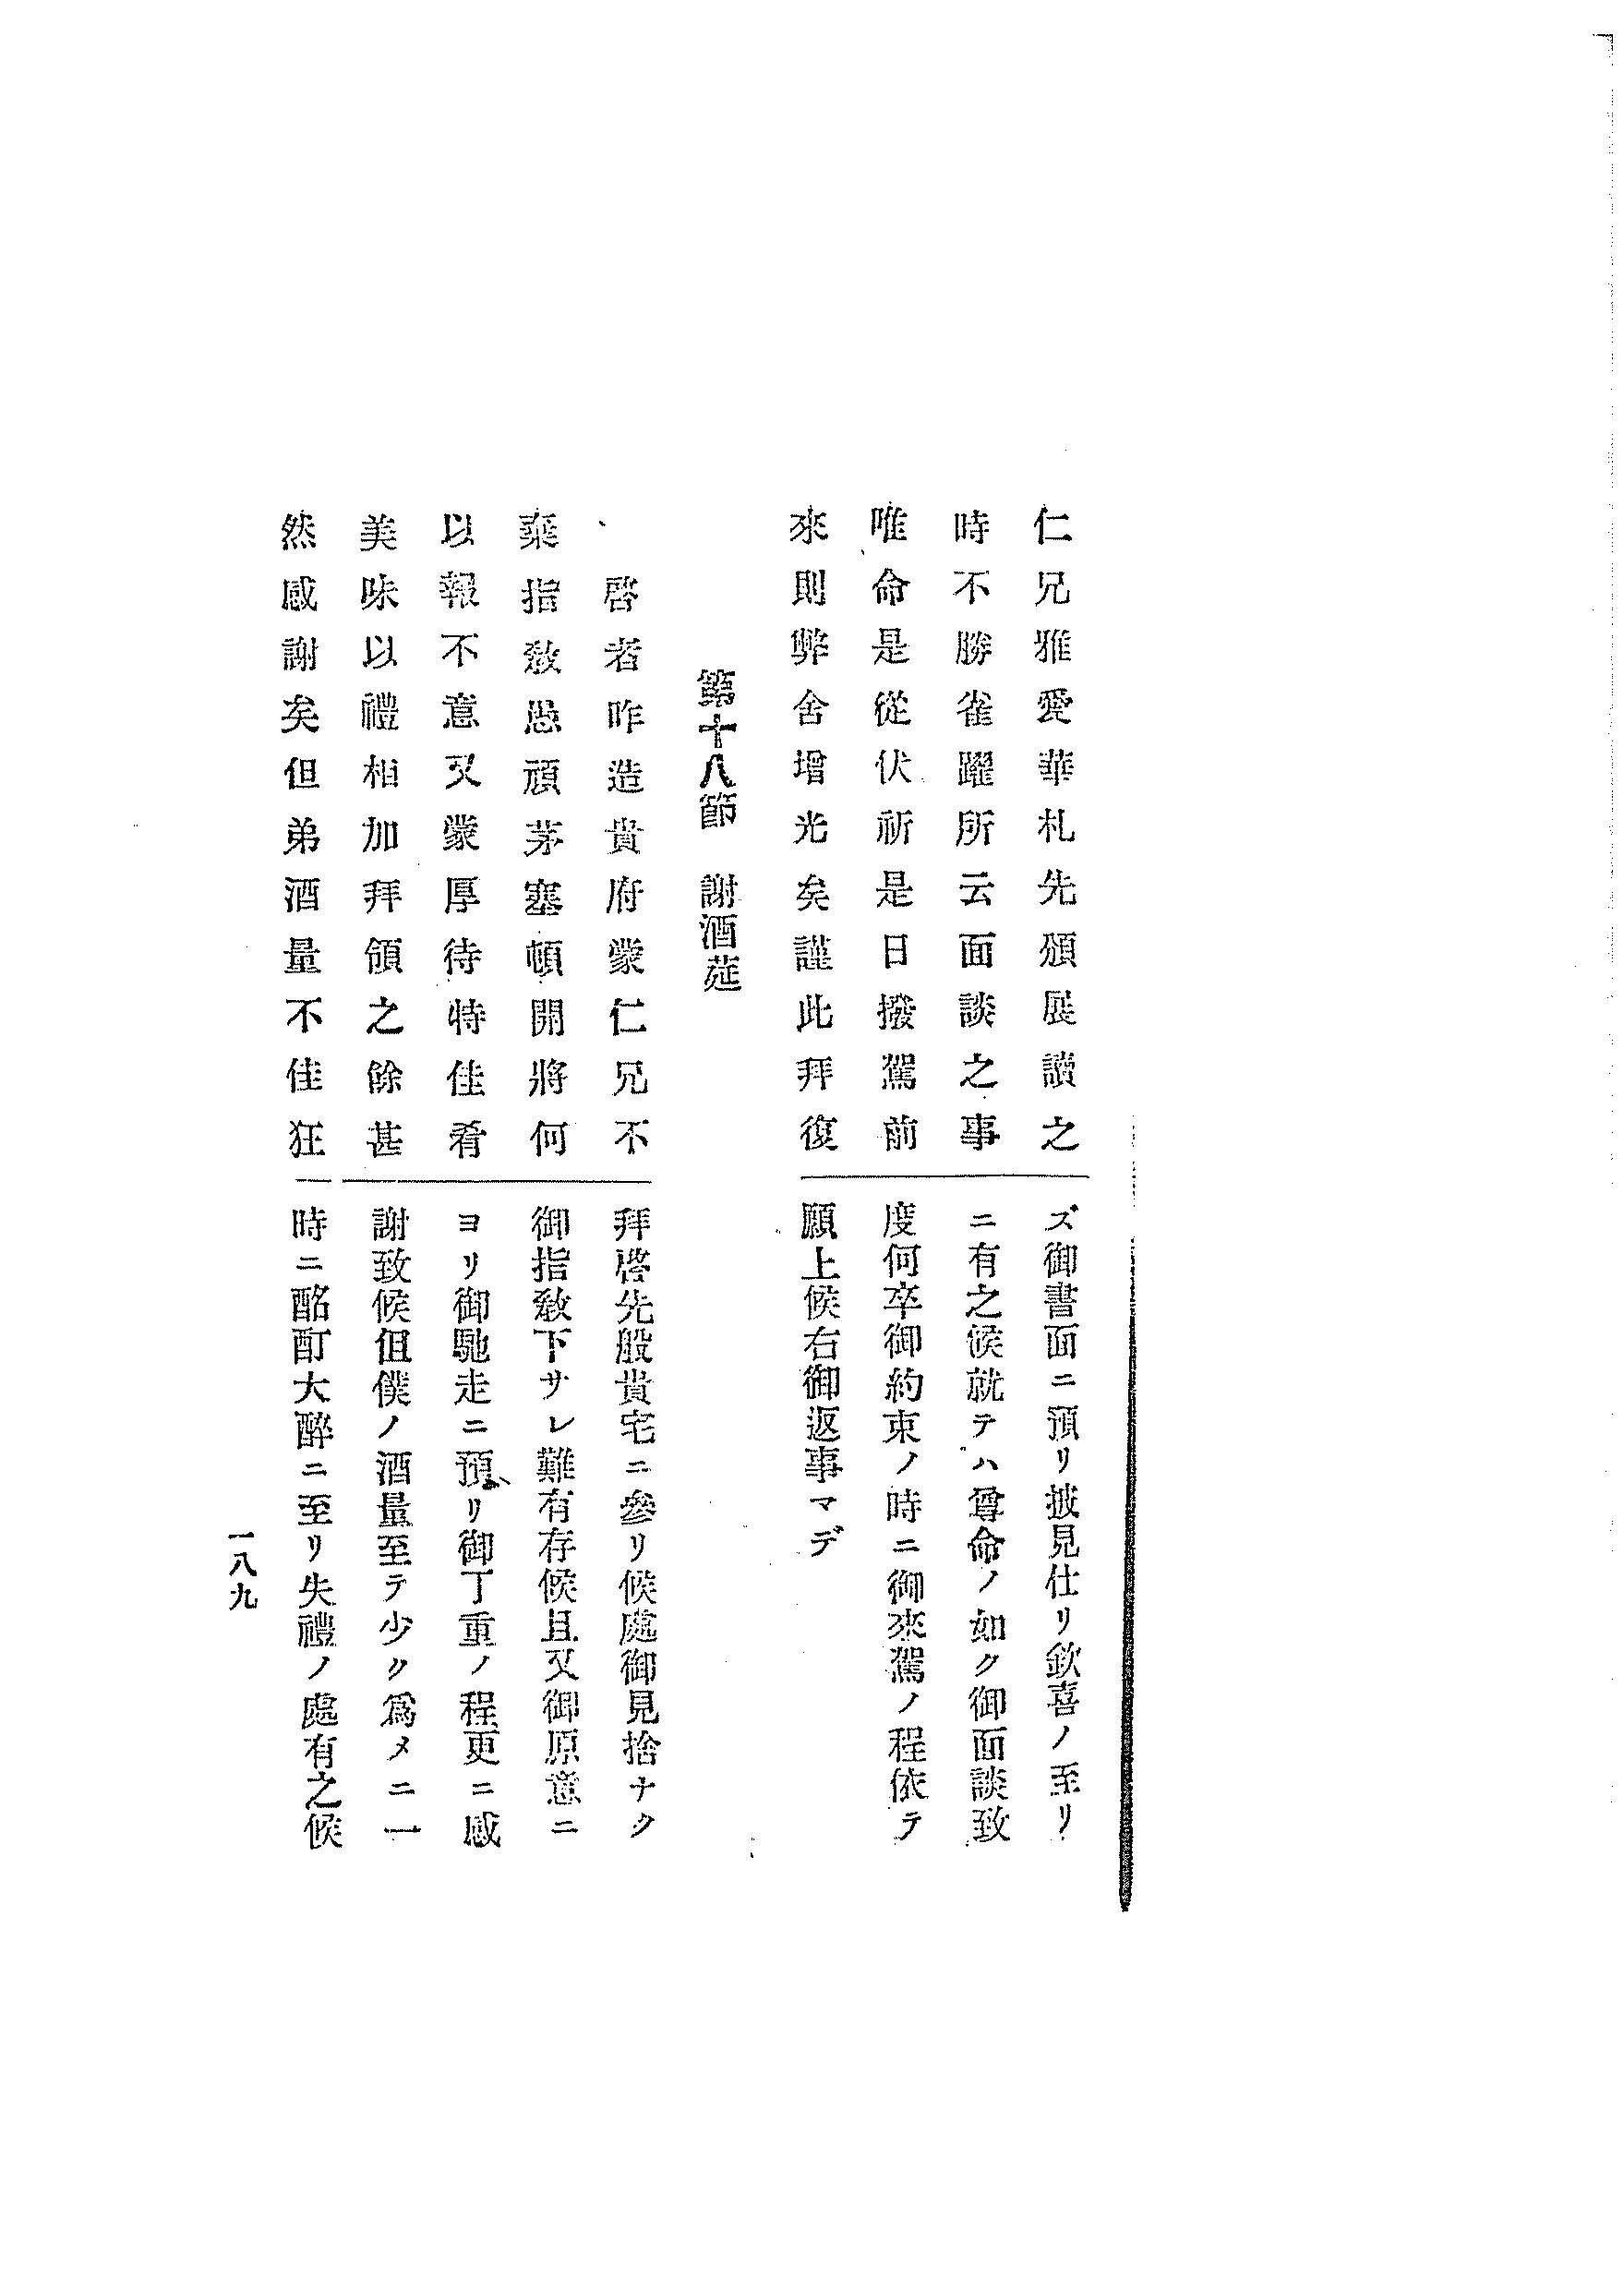 仁兄雅愛華札先頒展讀之
時不勝雀躍所云面談之事
唯命是從伏祈是日撥駕前
來則弊舍增光矣謹此拜復
ズ御書面ニ預リ披見仕リ欽喜ノ至リ
ニ有之候就テハ尊命ノ如ク御面談致
度何卒御約束ノ時ニ御來駕ノ程依テ
願上候右御返事マデ
第十八節 謝酒莚
啓者昨造貴府蒙仁兄不
棄指敎愚頑茅塞頓開將何
以報不意又蒙厚待特佳肴
美味以禮相加拜領之餘甚
然感謝矣但弟酒量不佳狂
拜啓先般貴宅ニ參リ候處御見捨ナク
御指敎下サレ難有存候且又御原意ニ
ヨリ御馳走ニ預リ御丁重ノ程更ニ感
謝致候但僕ノ酒量至テ少ク爲メニ一
時ニ酩酊大醉ニ至リ失禮ノ處有之候
一八九